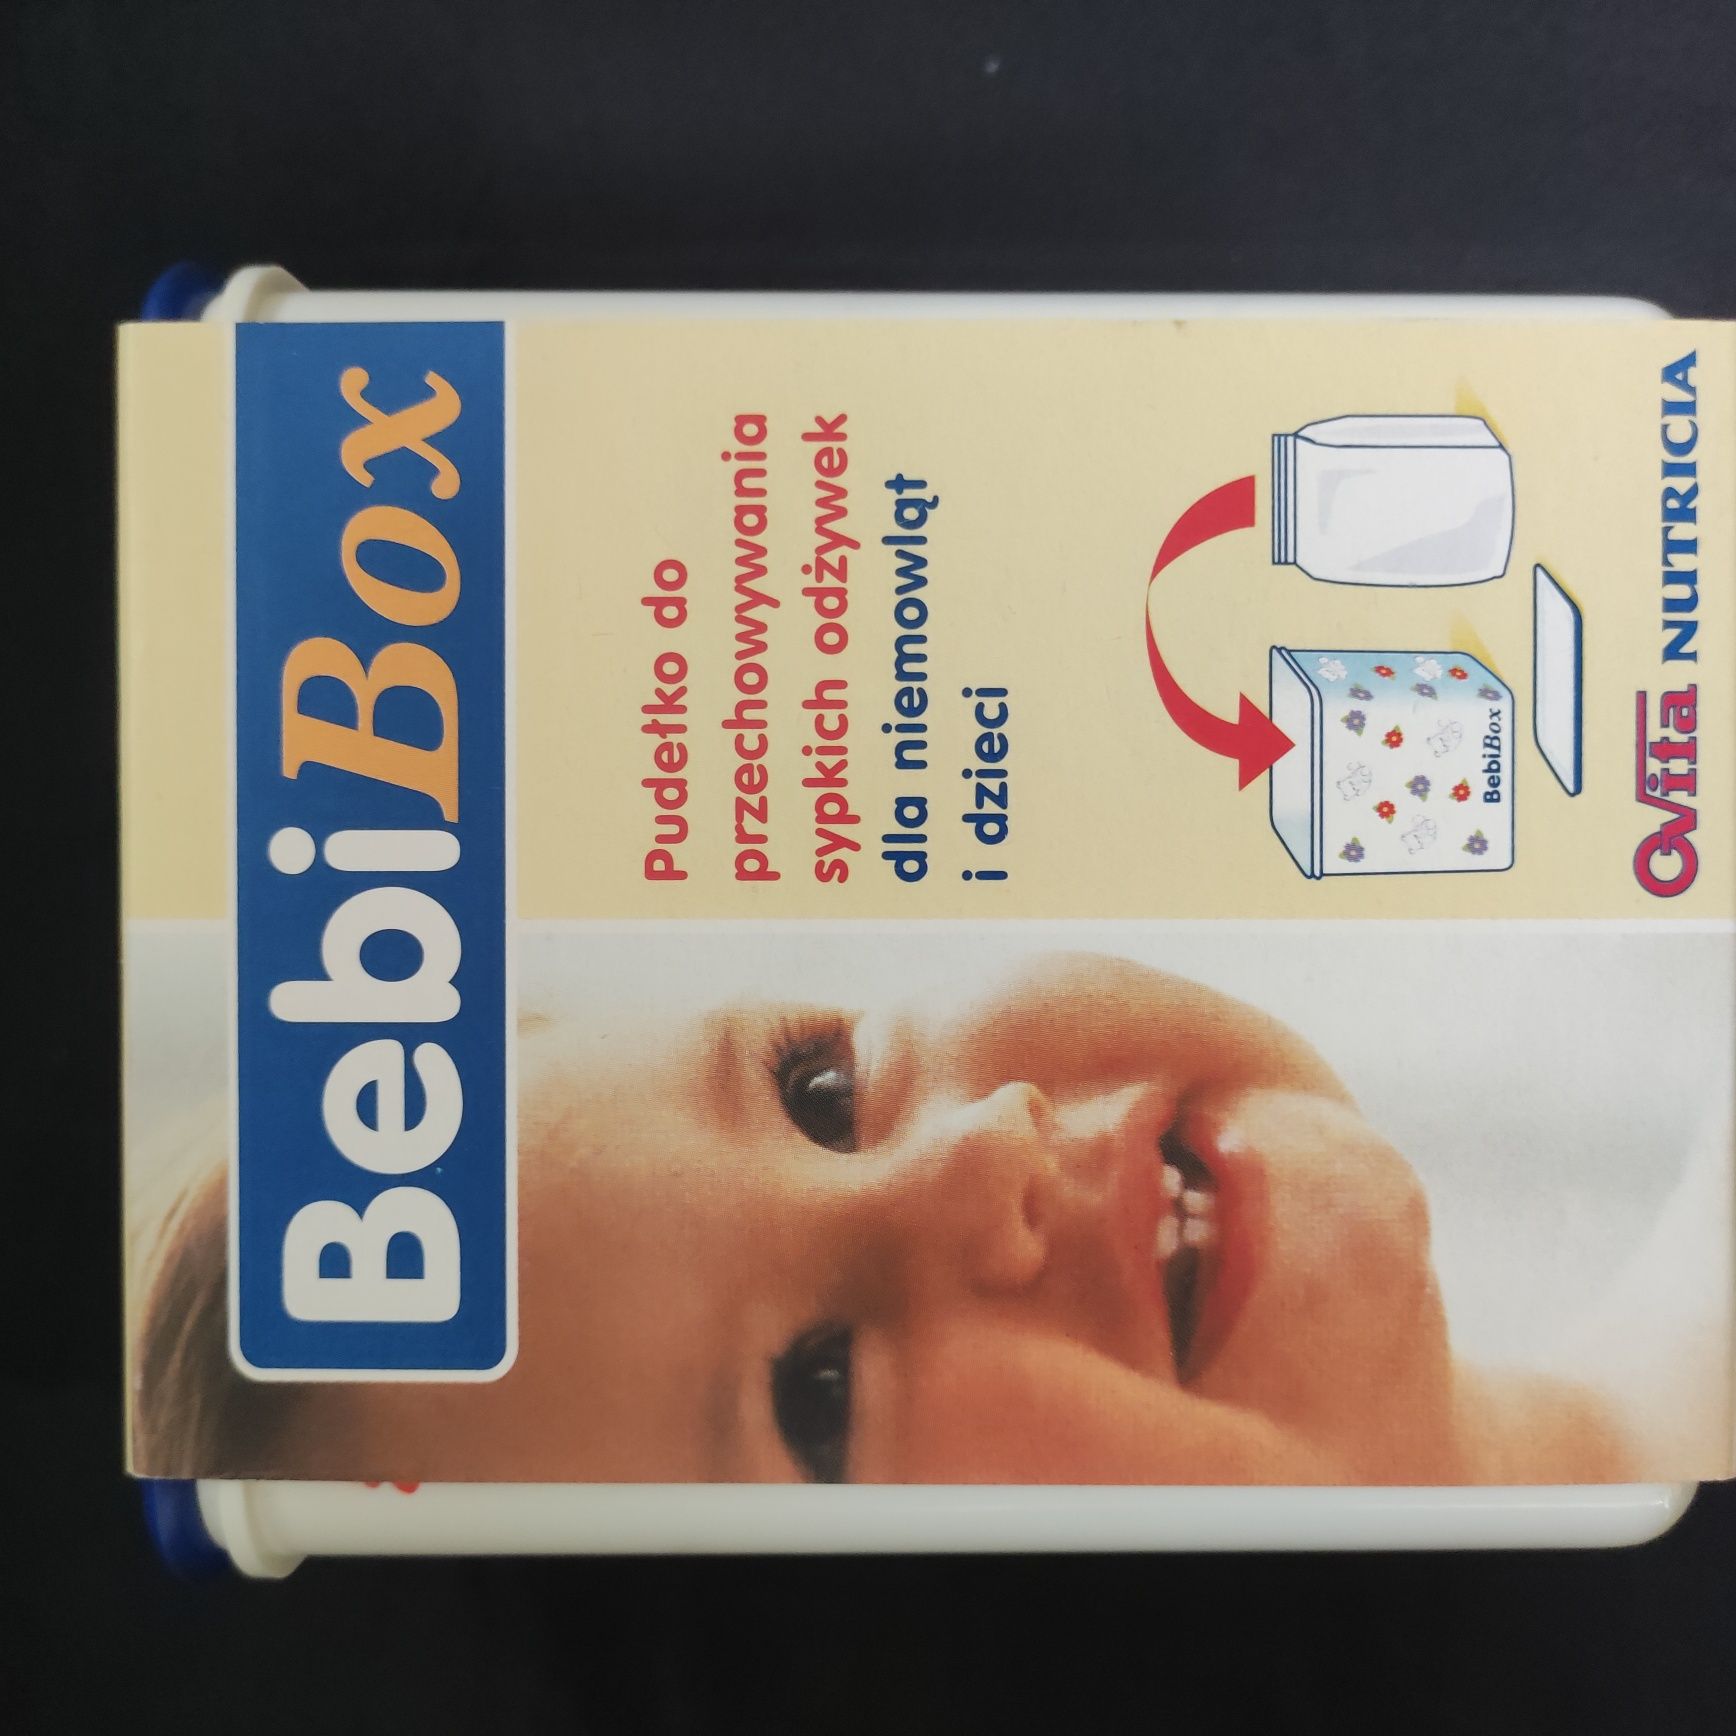 BebiBox
Pudełko do
przechowywania
sypkich odżywek
dla niemowląt
i dzieci
BebiBox
OVita NUTRICIA